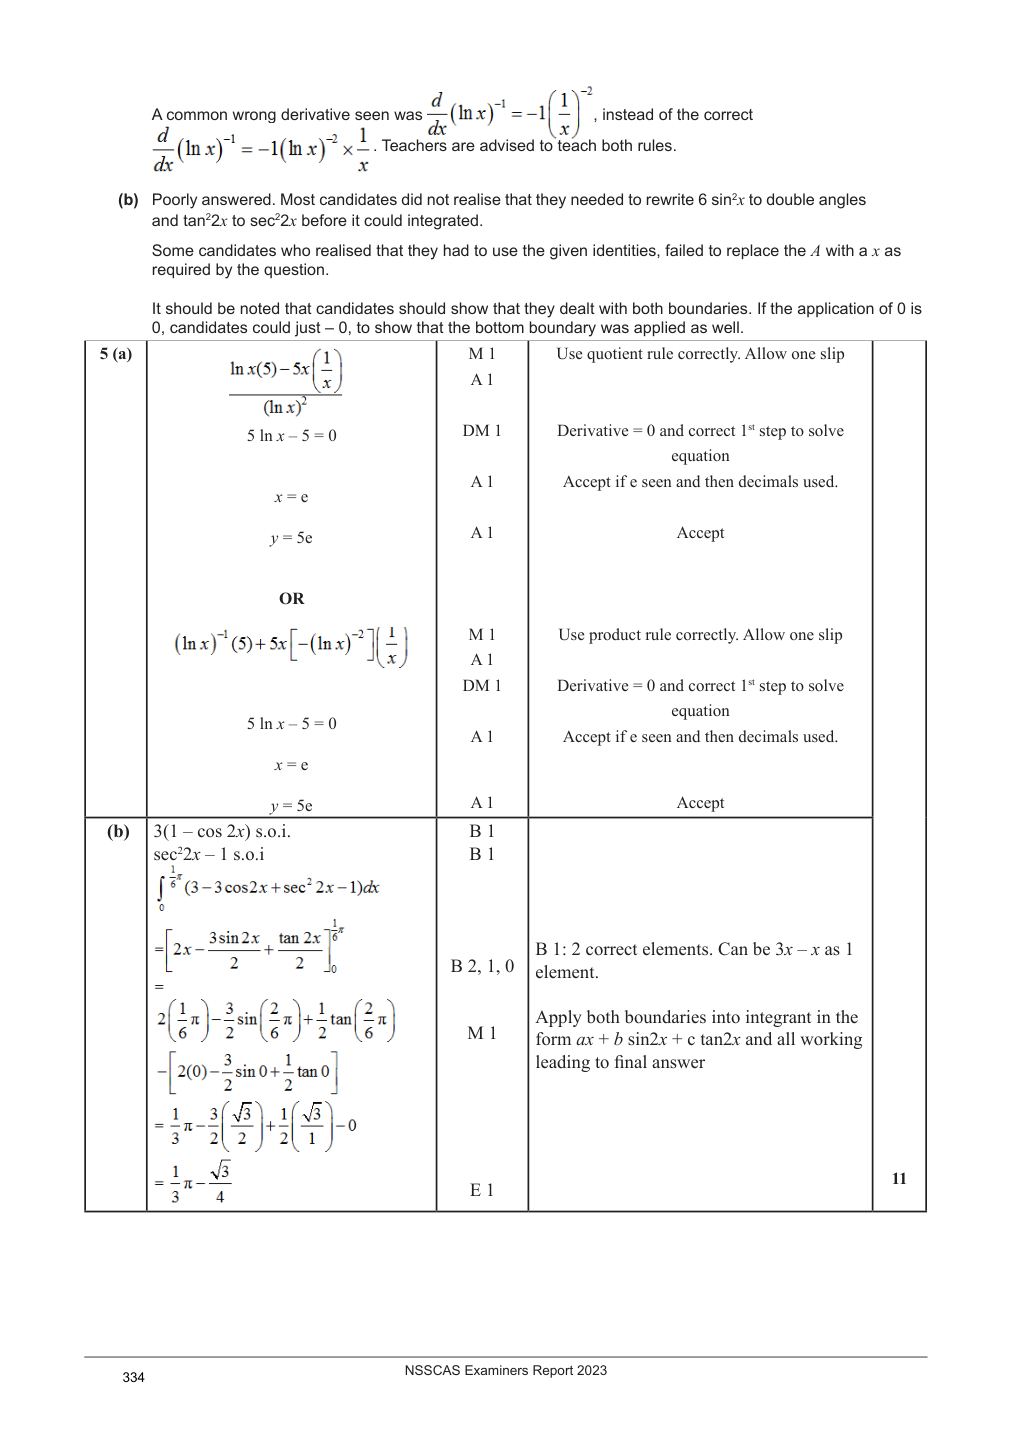 A common wrong derivative seen was d/dx (ln x)⁻¹ = −1(1/x)⁻², instead of the correct
d/dx (ln x)⁻¹ = −1(ln x)⁻² × 1/x. Teachers are advised to teach both rules.
(b) Poorly answered. Most candidates did not realise that they needed to rewrite 6 sin²x to double angles
and tan²2x to sec²2x before it could integrated.
Some candidates who realised that they had to use the given identities, failed to replace the A with a x as
required by the question.
It should be noted that candidates should show that they dealt with both boundaries. If the application of 0 is
0, candidates could just – 0, to show that the bottom boundary was applied as well.
5 (a)
(ln x(5) − 5x(1/x)) / (ln x)²
M 1
Use quotient rule correctly. Allow one slip
A 1
5 ln x – 5 = 0
DM 1
Derivative = 0 and correct 1st step to solve
equation
x = e
A 1
Accept if e seen and then decimals used.
y = 5e
A 1
Accept
OR
(ln x)⁻¹(5) + 5x[−(ln x)⁻²](1/x)
M 1
Use product rule correctly. Allow one slip
A 1
DM 1
Derivative = 0 and correct 1st step to solve
equation
5 ln x – 5 = 0
A 1
Accept if e seen and then decimals used.
x = e
y = 5e
A 1
Accept
(b)
3(1 – cos 2x) s.o.i.
B 1
sec²2x – 1 s.o.i
B 1
∫₀^(1/6 π) (3 − 3cos2x + sec² 2x − 1)dx
=[2x − 3sin2x/2 + tan 2x/2]₀^(1/6 π)
B 2, 1, 0
B 1: 2 correct elements. Can be 3x – x as 1
element.
=
2(1/6 π) − 3/2 sin(2/6 π) + 1/2 tan(2/6 π)
M 1
Apply both boundaries into integrant in the
form ax + b sin2x + c tan2x and all working
leading to final answer
−[2(0) − 3/2 sin 0 + 1/2 tan 0]
= 1/3 π − 3/2(√3/2) + 1/2(√3/1) − 0
= 1/3 π − √3/4
E 1
11
334
NSSCAS Examiners Report 2023